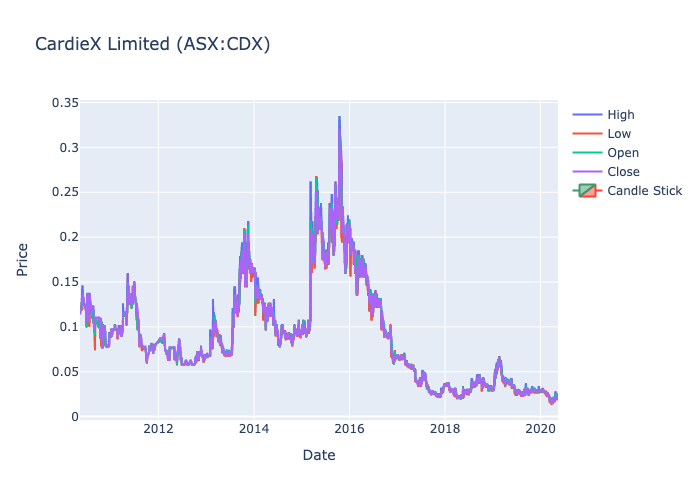 CardieX Limited (ASX:CDX)
0.35
0.3
0.25
0.2
0.15
0.1
0.05
0
Price
2012
2014
2016
2018
2020
Date
High
Low
Open
Close
Candle Stick